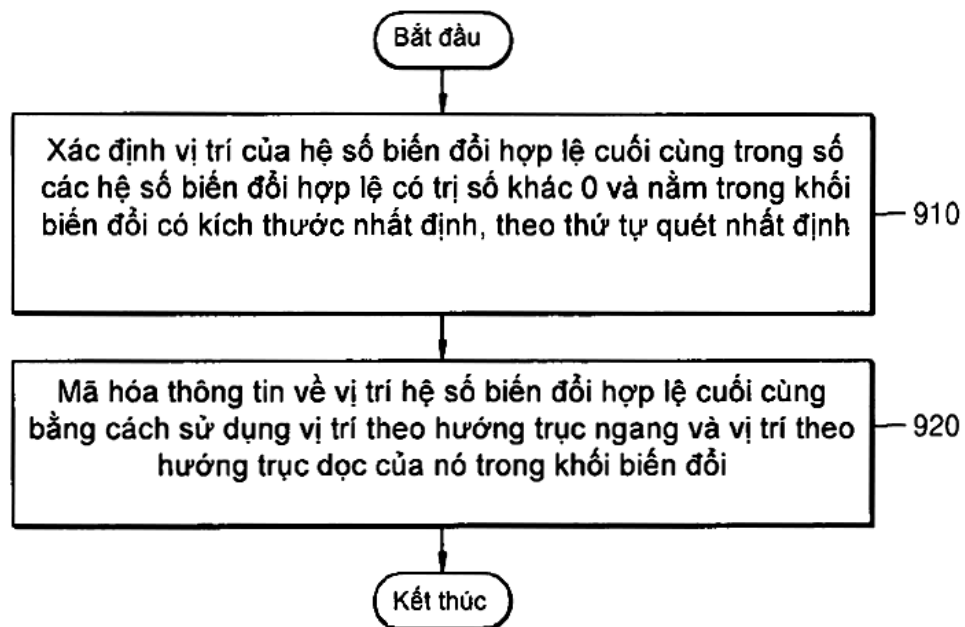 Bắt đầu
Xác định vị trí của hệ số biến đổi hợp lệ cuối cùng trong số
các hệ số biến đổi hợp lệ có trị số khác 0 và nằm trong khối
biến đổi có kích thước nhất định, theo thứ tự quét nhất định
910
Mã hóa thông tin về vị trí hệ số biến đổi hợp lệ cuối cùng
bằng cách sử dụng vị trí theo hướng trục ngang và vị trí theo
hướng trục dọc của nó trong khối biến đổi
920
Kết thúc